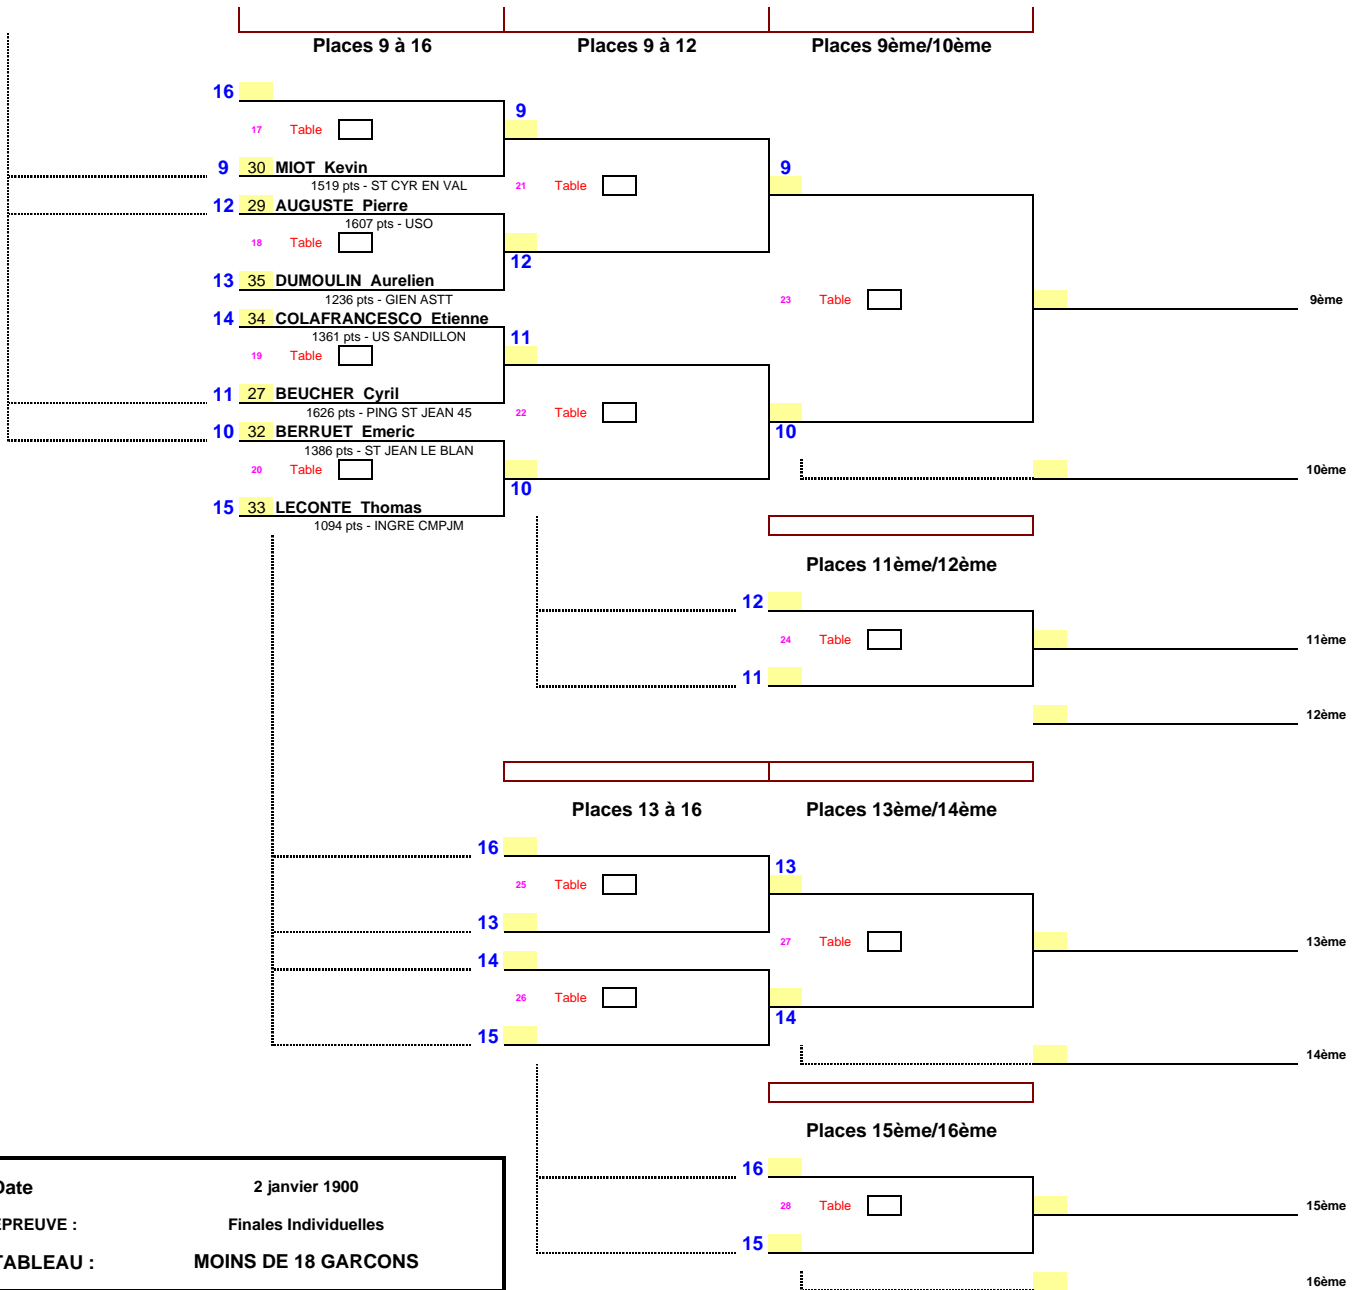 Places 9 à 16 Places 9 à 12 Places 9ème/10ème
16
9
17 Table
9 30 MIOT Kevin 9
1519 pts - ST CYR EN VAL 21 Table
12 29 AUGUSTE Pierre
1607 pts - USO
18 Table
12
13 35 DUMOULIN Aurelien
1236 pts - GIEN ASTT 23 Table 9ème
14 34 COLAFRANCESCO Etienne
1361 pts - US SANDILLON 11
19 Table
11 27 BEUCHER Cyril
1626 pts - PING ST JEAN 45 22 Table
10 32 BERRUET Emeric 10
1386 pts - ST JEAN LE BLAN
20 Table 10ème
10
15 33 LECONTE Thomas
1094 pts - INGRE CMPJM
Places 11ème/12ème
12
24 Table 11ème
11
12ème
Places 13 à 16 Places 13ème/14ème
16
13
25 Table
13
27 Table 13ème
14
26 Table
14
15
14ème
Places 15ème/16ème
16
Date 2 janvier 1900
28 Table 15ème
EPREUVE : Finales Individuelles
15
TABLEAU : MOINS DE 18 GARCONS
16ème